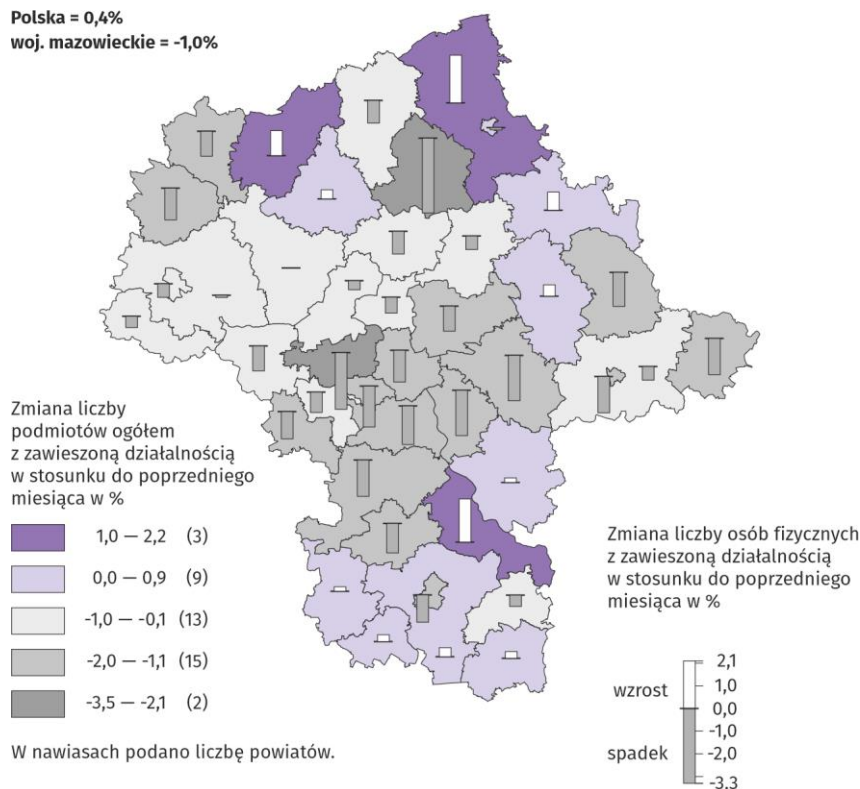 Polska = 0,4%
woj. mazowieckie = -1,0%
Zmiana liczby
podmiotów ogółem
z zawieszoną działalnością
w stosunku do poprzedniego
miesiąca w %
1,0 — 2,2 (3)
0,0 — 0,9 (9)
-1,0 — -0,1 (13)
-2,0 — -1,1 (15)
-3,5 — -2,1 (2)
W nawiasach podano liczbę powiatów.
Zmiana liczby osób fizycznych
z zawieszoną działalnością
w stosunku do poprzedniego
miesiąca w %
wzrost
spadek
2,1
1,0
0,0
-1,0
-2,0
-3,3